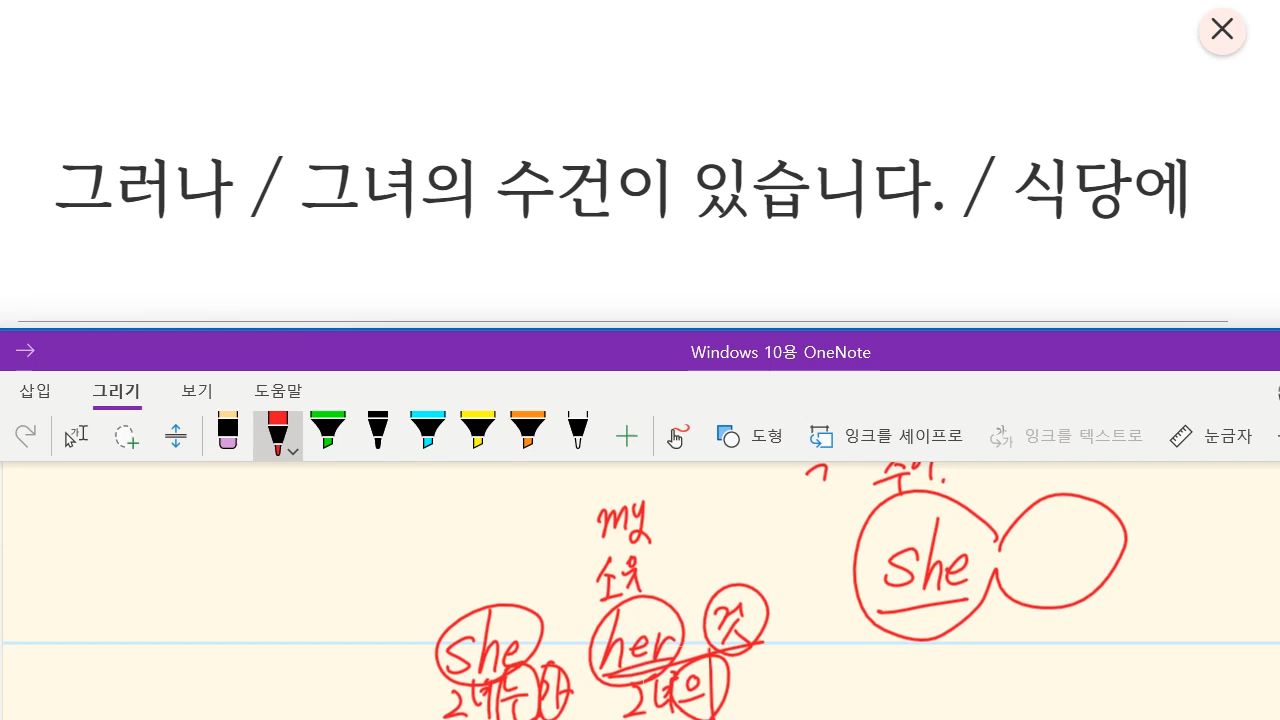 그러나 / 그녀의 수건이 있습니다. / 식당에
Windows 10용 OneNote
삽입 그리기 보기 도움말
도형 잉크를 셰이프로 잉크를 텍스트로 눈금자
my
she
소유
she her 것
그녀는 그녀의